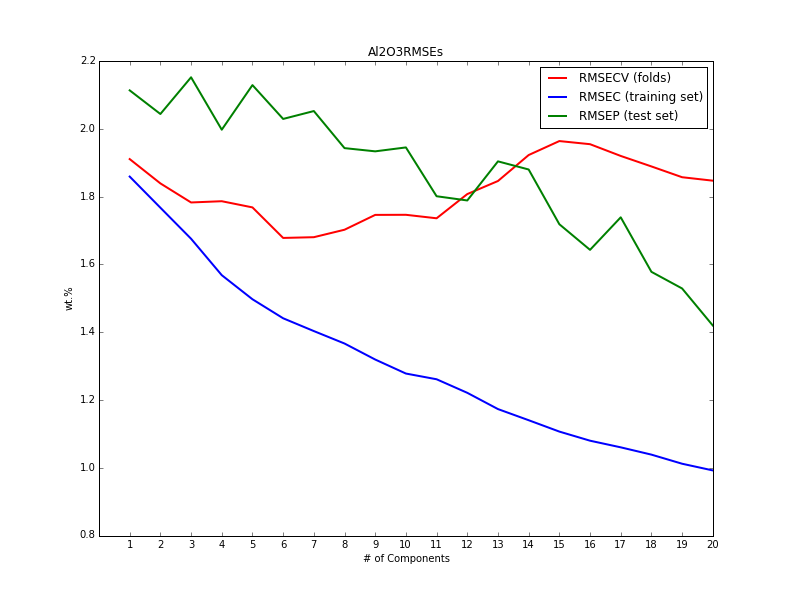 Al2O3RMSEs
RMSECV (folds)
RMSEC (training set)
RMSEP (test set)
2.2
2.0
1.8
1.6
1.4
1.2
1.0
0.8
wt.%
1 2 3 4 5 6 7 8 9 10 11 12 13 14 15 16 17 18 19 20
# of Components